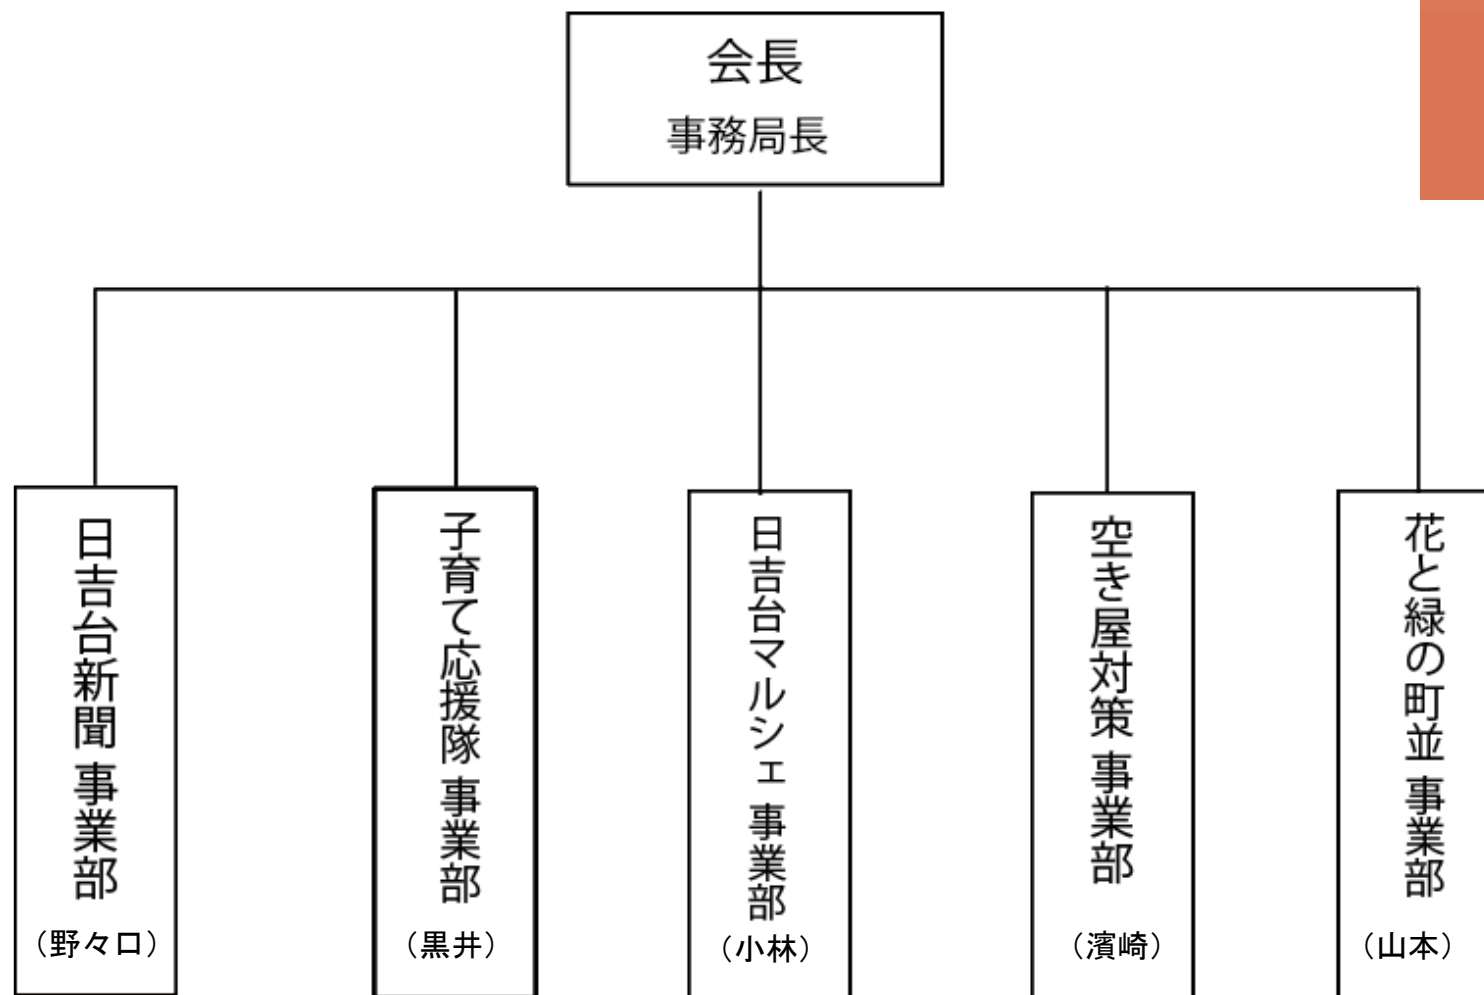 会長
事務局長
日吉台新聞 事業部
（野々口）
子育て応援隊 事業部
（黒井）
日吉台マルシェ 事業部
（小林）
空き屋対策 事業部
（濱崎）
花と緑の町並 事業部
（山本）